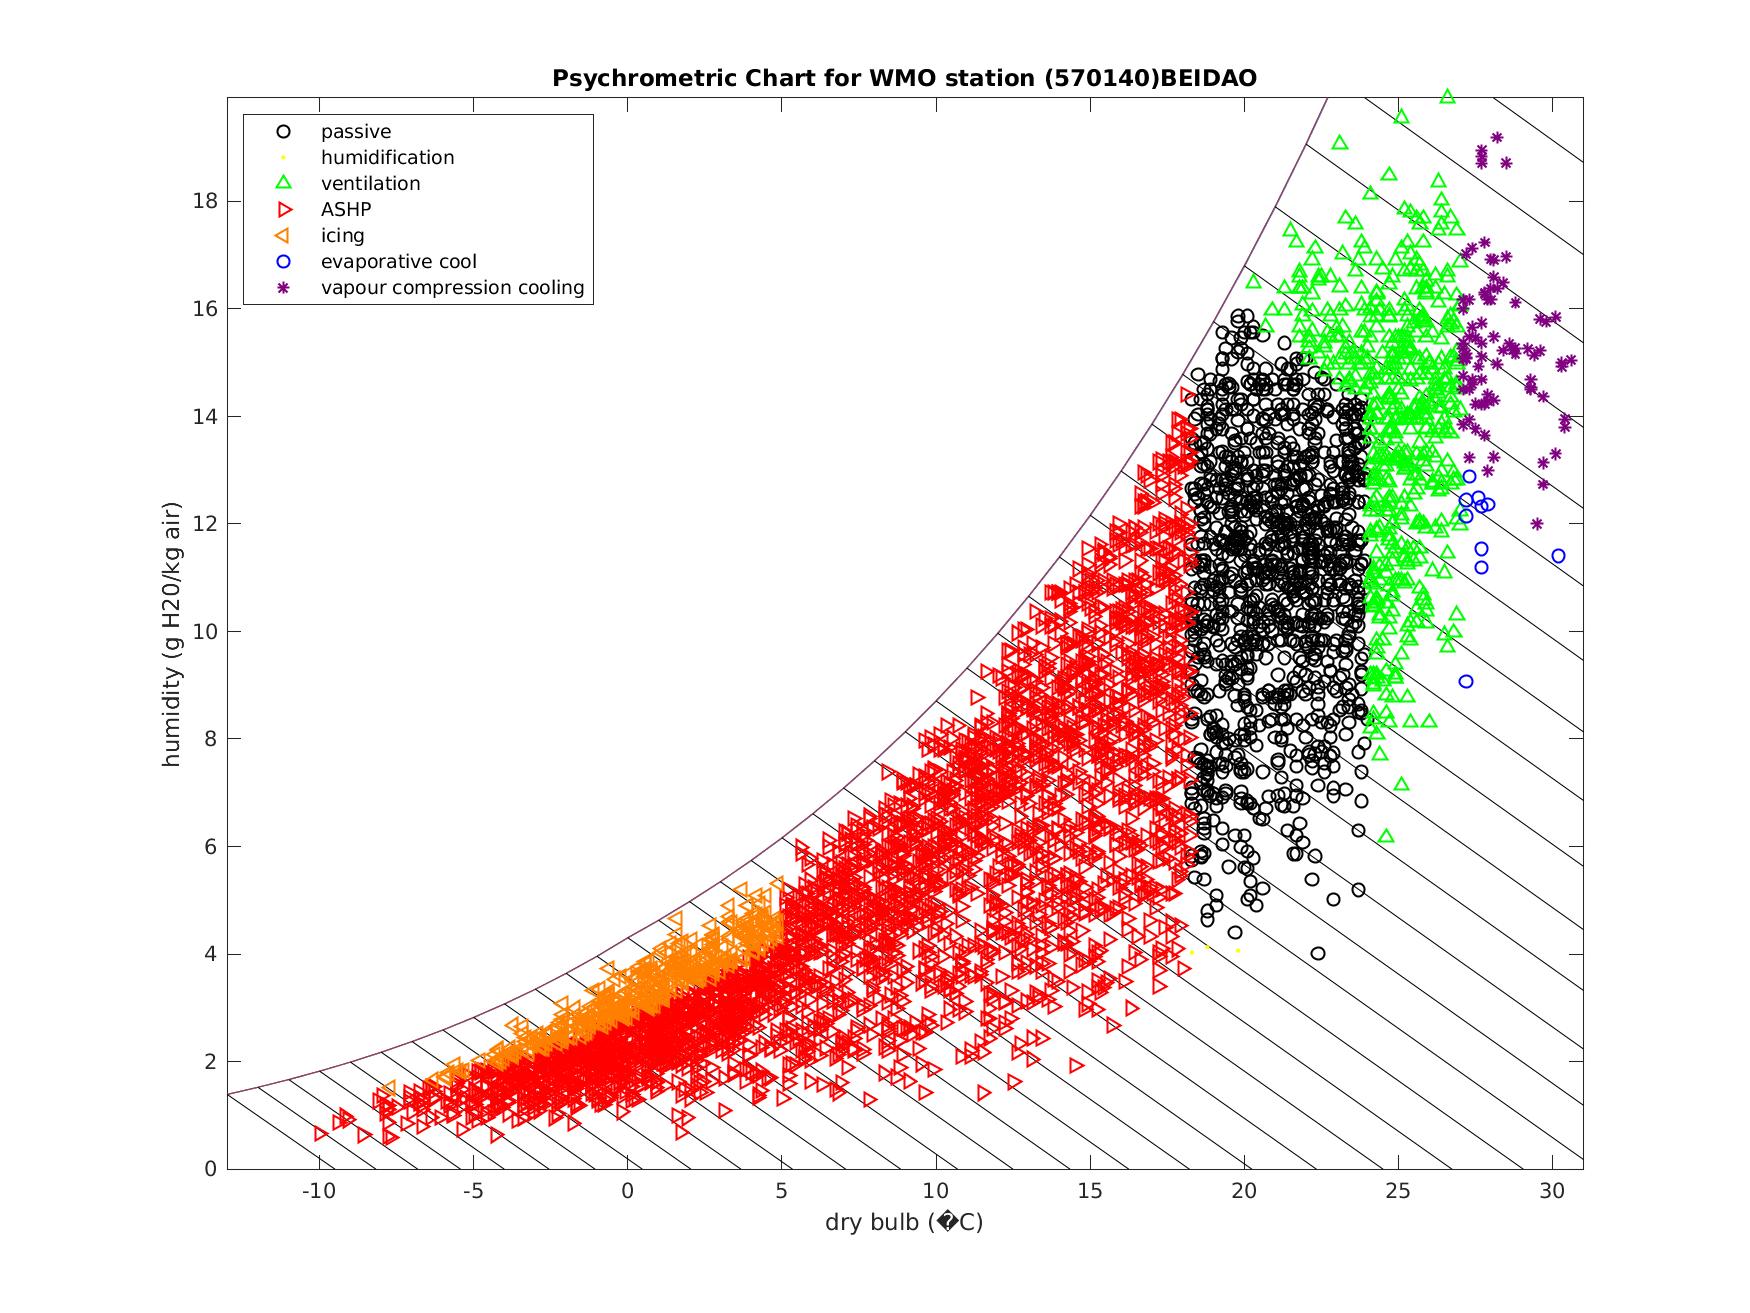 Psychrometric Chart for WMO station (570140)BEIDAO
passive
humidification
ventilation
ASHP
icing
evaporative cool
vapour compression cooling
humidity (g H20/kg air)
18
16
14
12
10
8
6
4
2
0
-10 -5 0 5 10 15 20 25 30
dry bulb (�C)